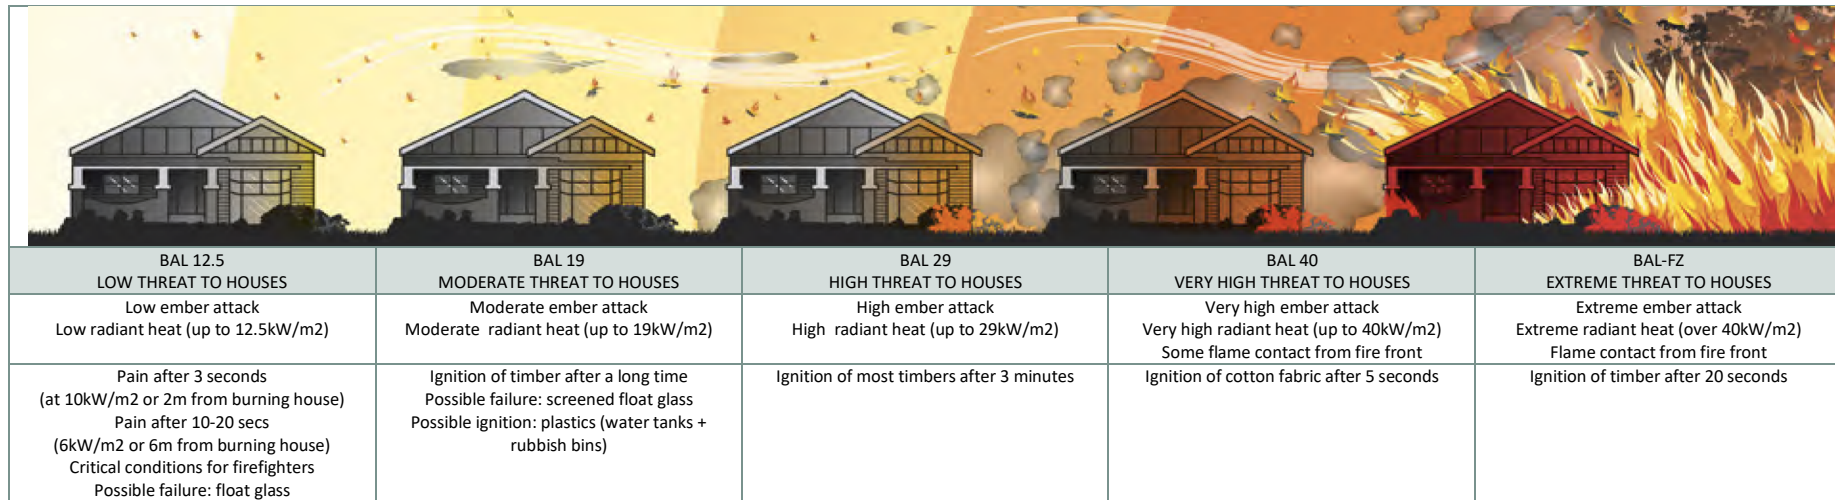 BAL 12.5
LOW THREAT TO HOUSES
BAL 19
MODERATE THREAT TO HOUSES
BAL 29
HIGH THREAT TO HOUSES
BAL 40
VERY HIGH THREAT TO HOUSES
BAL-FZ
EXTREME THREAT TO HOUSES
Low ember attack
Low radiant heat (up to 12.5kW/m2)
Moderate ember attack
Moderate radiant heat (up to 19kW/m2)
High ember attack
High radiant heat (up to 29kW/m2)
Very high ember attack
Very high radiant heat (up to 40kW/m2)
Some flame contact from fire front
Extreme ember attack
Extreme radiant heat (over 40kW/m2)
Flame contact from fire front
Pain after 3 seconds
(at 10kW/m2 or 2m from burning house)
Pain after 10-20 secs
(6kW/m2 or 6m from burning house)
Critical conditions for firefighters
Possible failure: float glass
Ignition of timber after a long time
Possible failure: screened float glass
Possible ignition: plastics (water tanks +
rubbish bins)
Ignition of most timbers after 3 minutes
Ignition of cotton fabric after 5 seconds
Ignition of timber after 20 seconds